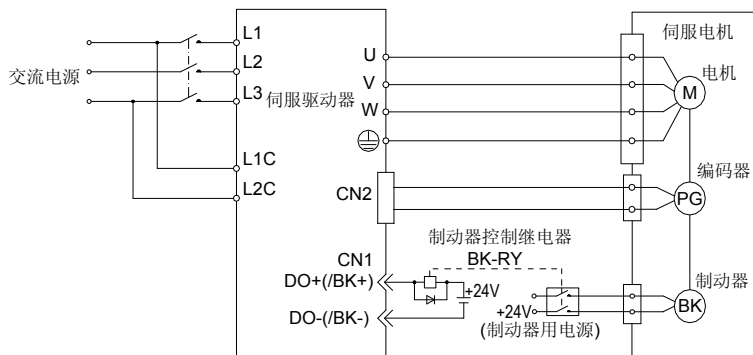 L1
L2
L3
交流电源
伺服驱动器
L1C
L2C
U
V
W
CN2
伺服电机
电机
M
编码器
PG
CN1
制动器控制继电器
BK-RY
DO+(/BK+)
+24V
DO-(/BK-)
+24V
(制动器用电源)
制动器
BK